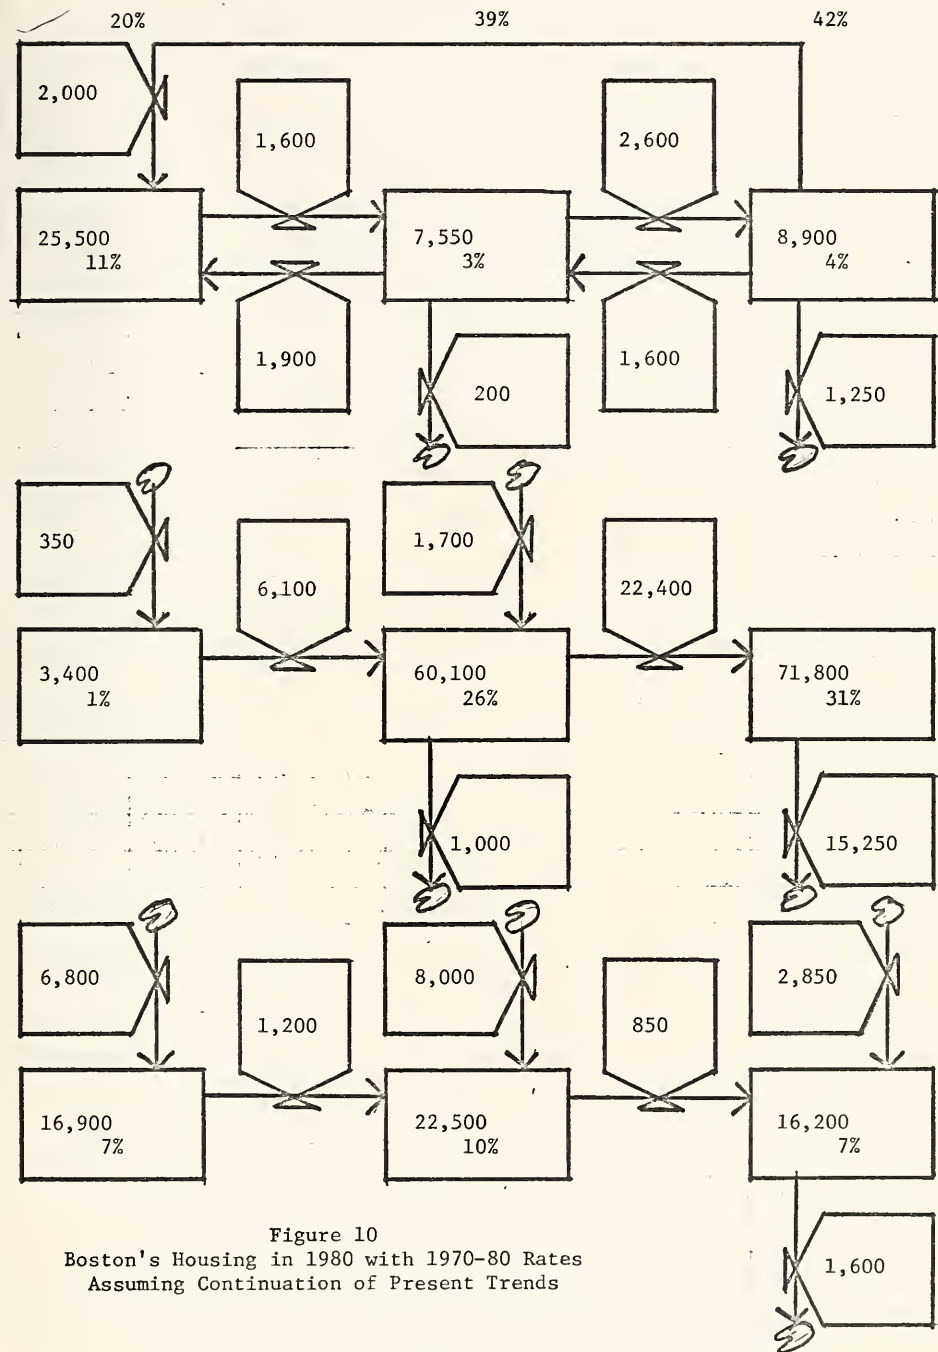 20% 39% 42%
2,000
1,600 2,600
25,500 7,550 8,900
11% 3% 4%
1,900 1,600
200 1,250
350 1,700
6,100 22,400
3,400 60,100 71,800
1% 26% 31%
1,000 15,250
6,800 8,000 2,850
1,200 850
16,900 22,500 16,200
7% 10% 7%
Figure 10
Boston's Housing in 1980 with 1970-80 Rates
Assuming Continuation of Present Trends
1,600